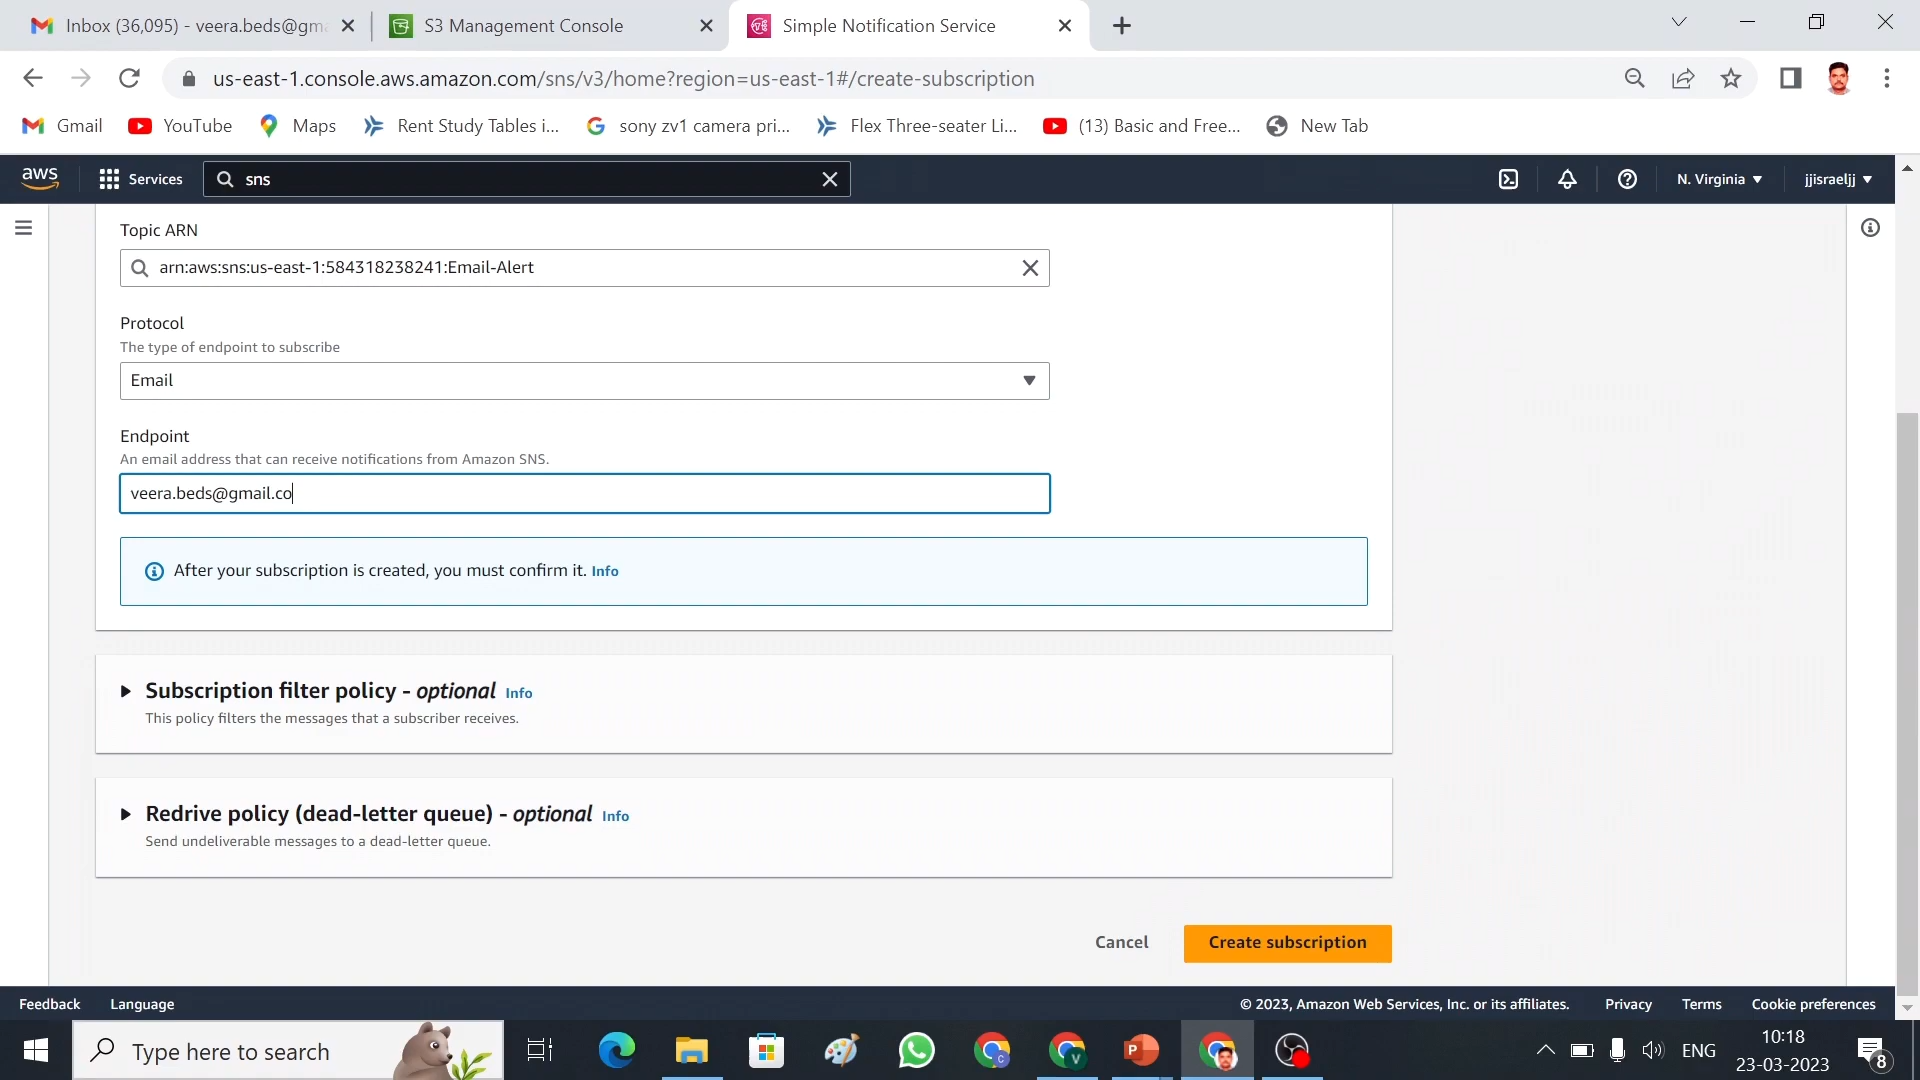 Inbox (36,095) - veera.beds@gma
S3 Management Console
Simple Notification Service
us-east-1.console.aws.amazon.com/sns/v3/home?region=us-east-1#/create-subscription
Gmail
YouTube
Maps
Rent Study Tables i...
sony zv1 camera pri...
Flex Three-seater Li...
(13) Basic and Free...
New Tab
aws
Services
sns
N. Virginia
jjisraeljj
Topic ARN
arn:aws:sns:us-east-1:584318238241:Email-Alert
Protocol
The type of endpoint to subscribe
Email
Endpoint
An email address that can receive notifications from Amazon SNS.
veera.beds@gmail.co
After your subscription is created, you must confirm it. Info
Subscription filter policy - optional Info
This policy filters the messages that a subscriber receives.
Redrive policy (dead-letter queue) - optional Info
Send undeliverable messages to a dead-letter queue.
Cancel
Create subscription
Feedback
Language
© 2023, Amazon Web Services, Inc. or its affiliates.
Privacy
Terms
Cookie preferences
Type here to search
ENG
10:18
23-03-2023
8